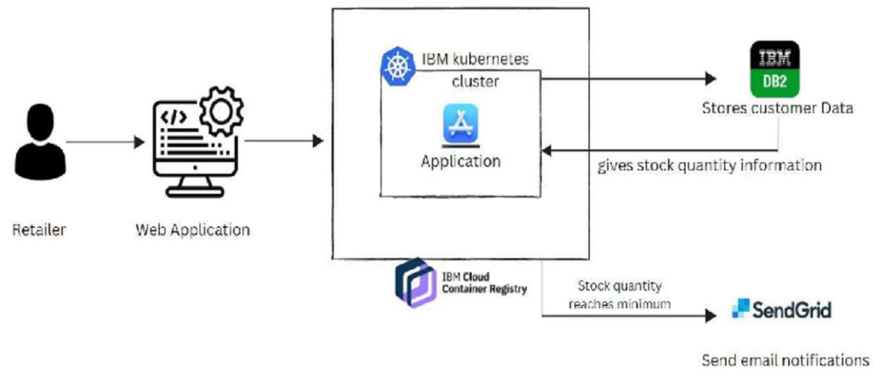 IBM kubernetes
cluster
IBM
DB2
Stores customer Data
</>
Application
gives stock quantity information
Retailer
Web Application
IBM Cloud
Container Registry
Stock quantity
reaches minimum
SendGrid
Send email notifications